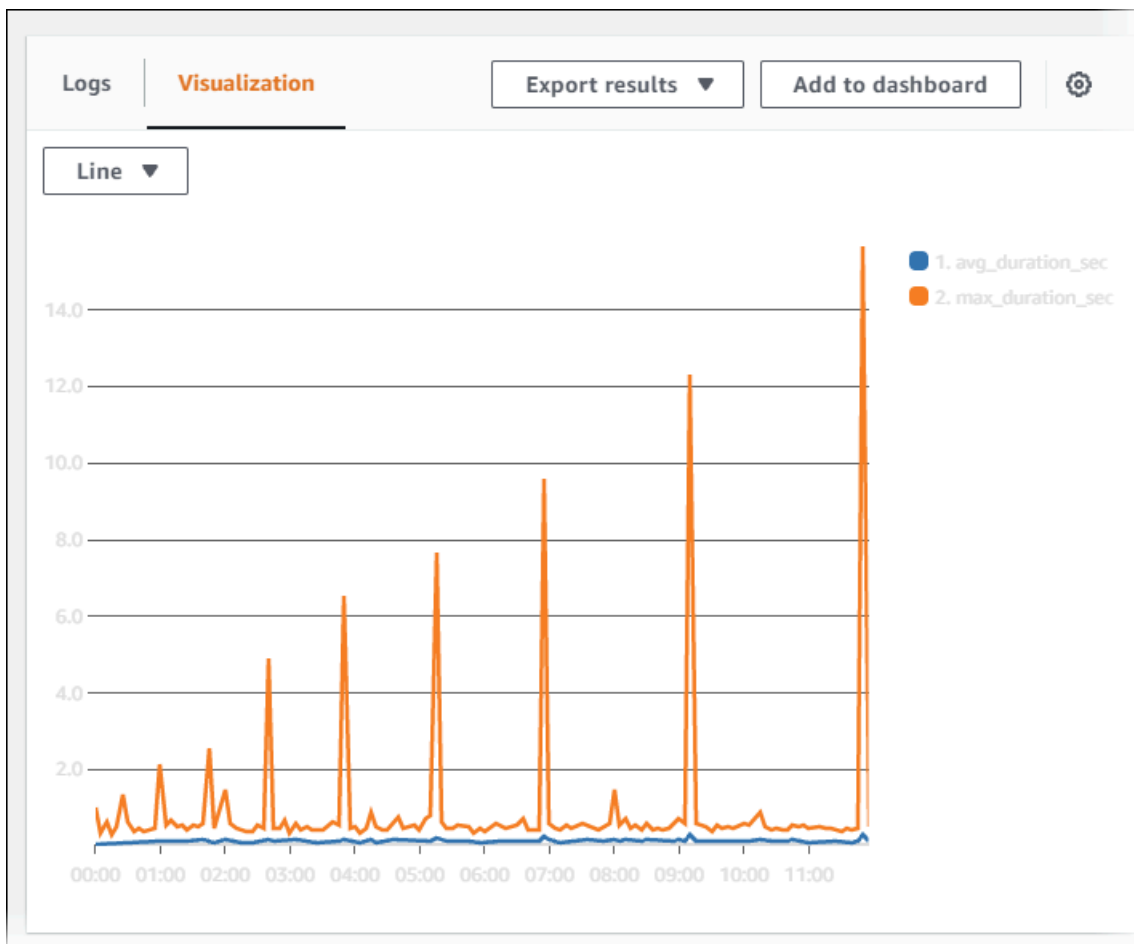 Logs
Visualization
Export results
Add to dashboard
Line
1. avg_duration_sec
2. max_duration_sec
14.0
12.0
10.0
8.0
6.0
4.0
2.0
00:00 01:00 02:00 03:00 04:00 05:00 06:00 07:00 08:00 09:00 10:00 11:00